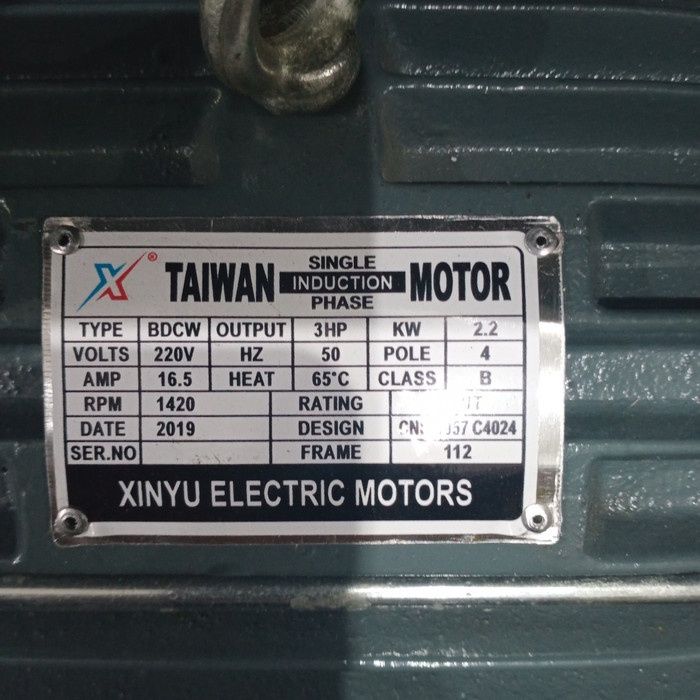 X ®
TAIWAN SINGLE INDUCTION PHASE MOTOR
TYPE BDCW OUTPUT 3HP KW 2.2
VOLTS 220V HZ 50 POLE 4
AMP 16.5 HEAT 65°C CLASS B
RPM 1420 RATING
DATE 2019 DESIGN C4024
SER.NO FRAME 112
XINYU ELECTRIC MOTORS